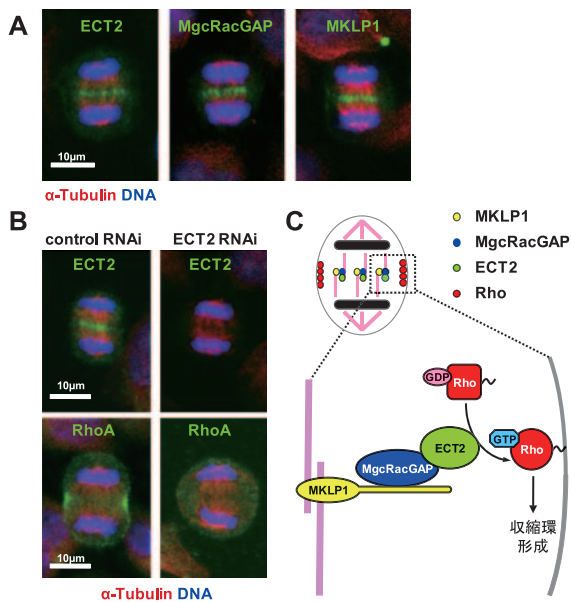 A
ECT2
MgcRacGAP
MKLP1
10μm
α-Tubulin DNA
B
control RNAi
ECT2 RNAi
ECT2
ECT2
10μm
RhoA
RhoA
10μm
α-Tubulin DNA
C
MKLP1
MgcRacGAP
ECT2
Rho
GDP
Rho
GTP
Rho
ECT2
MgcRacGAP
MKLP1
収縮環
形成